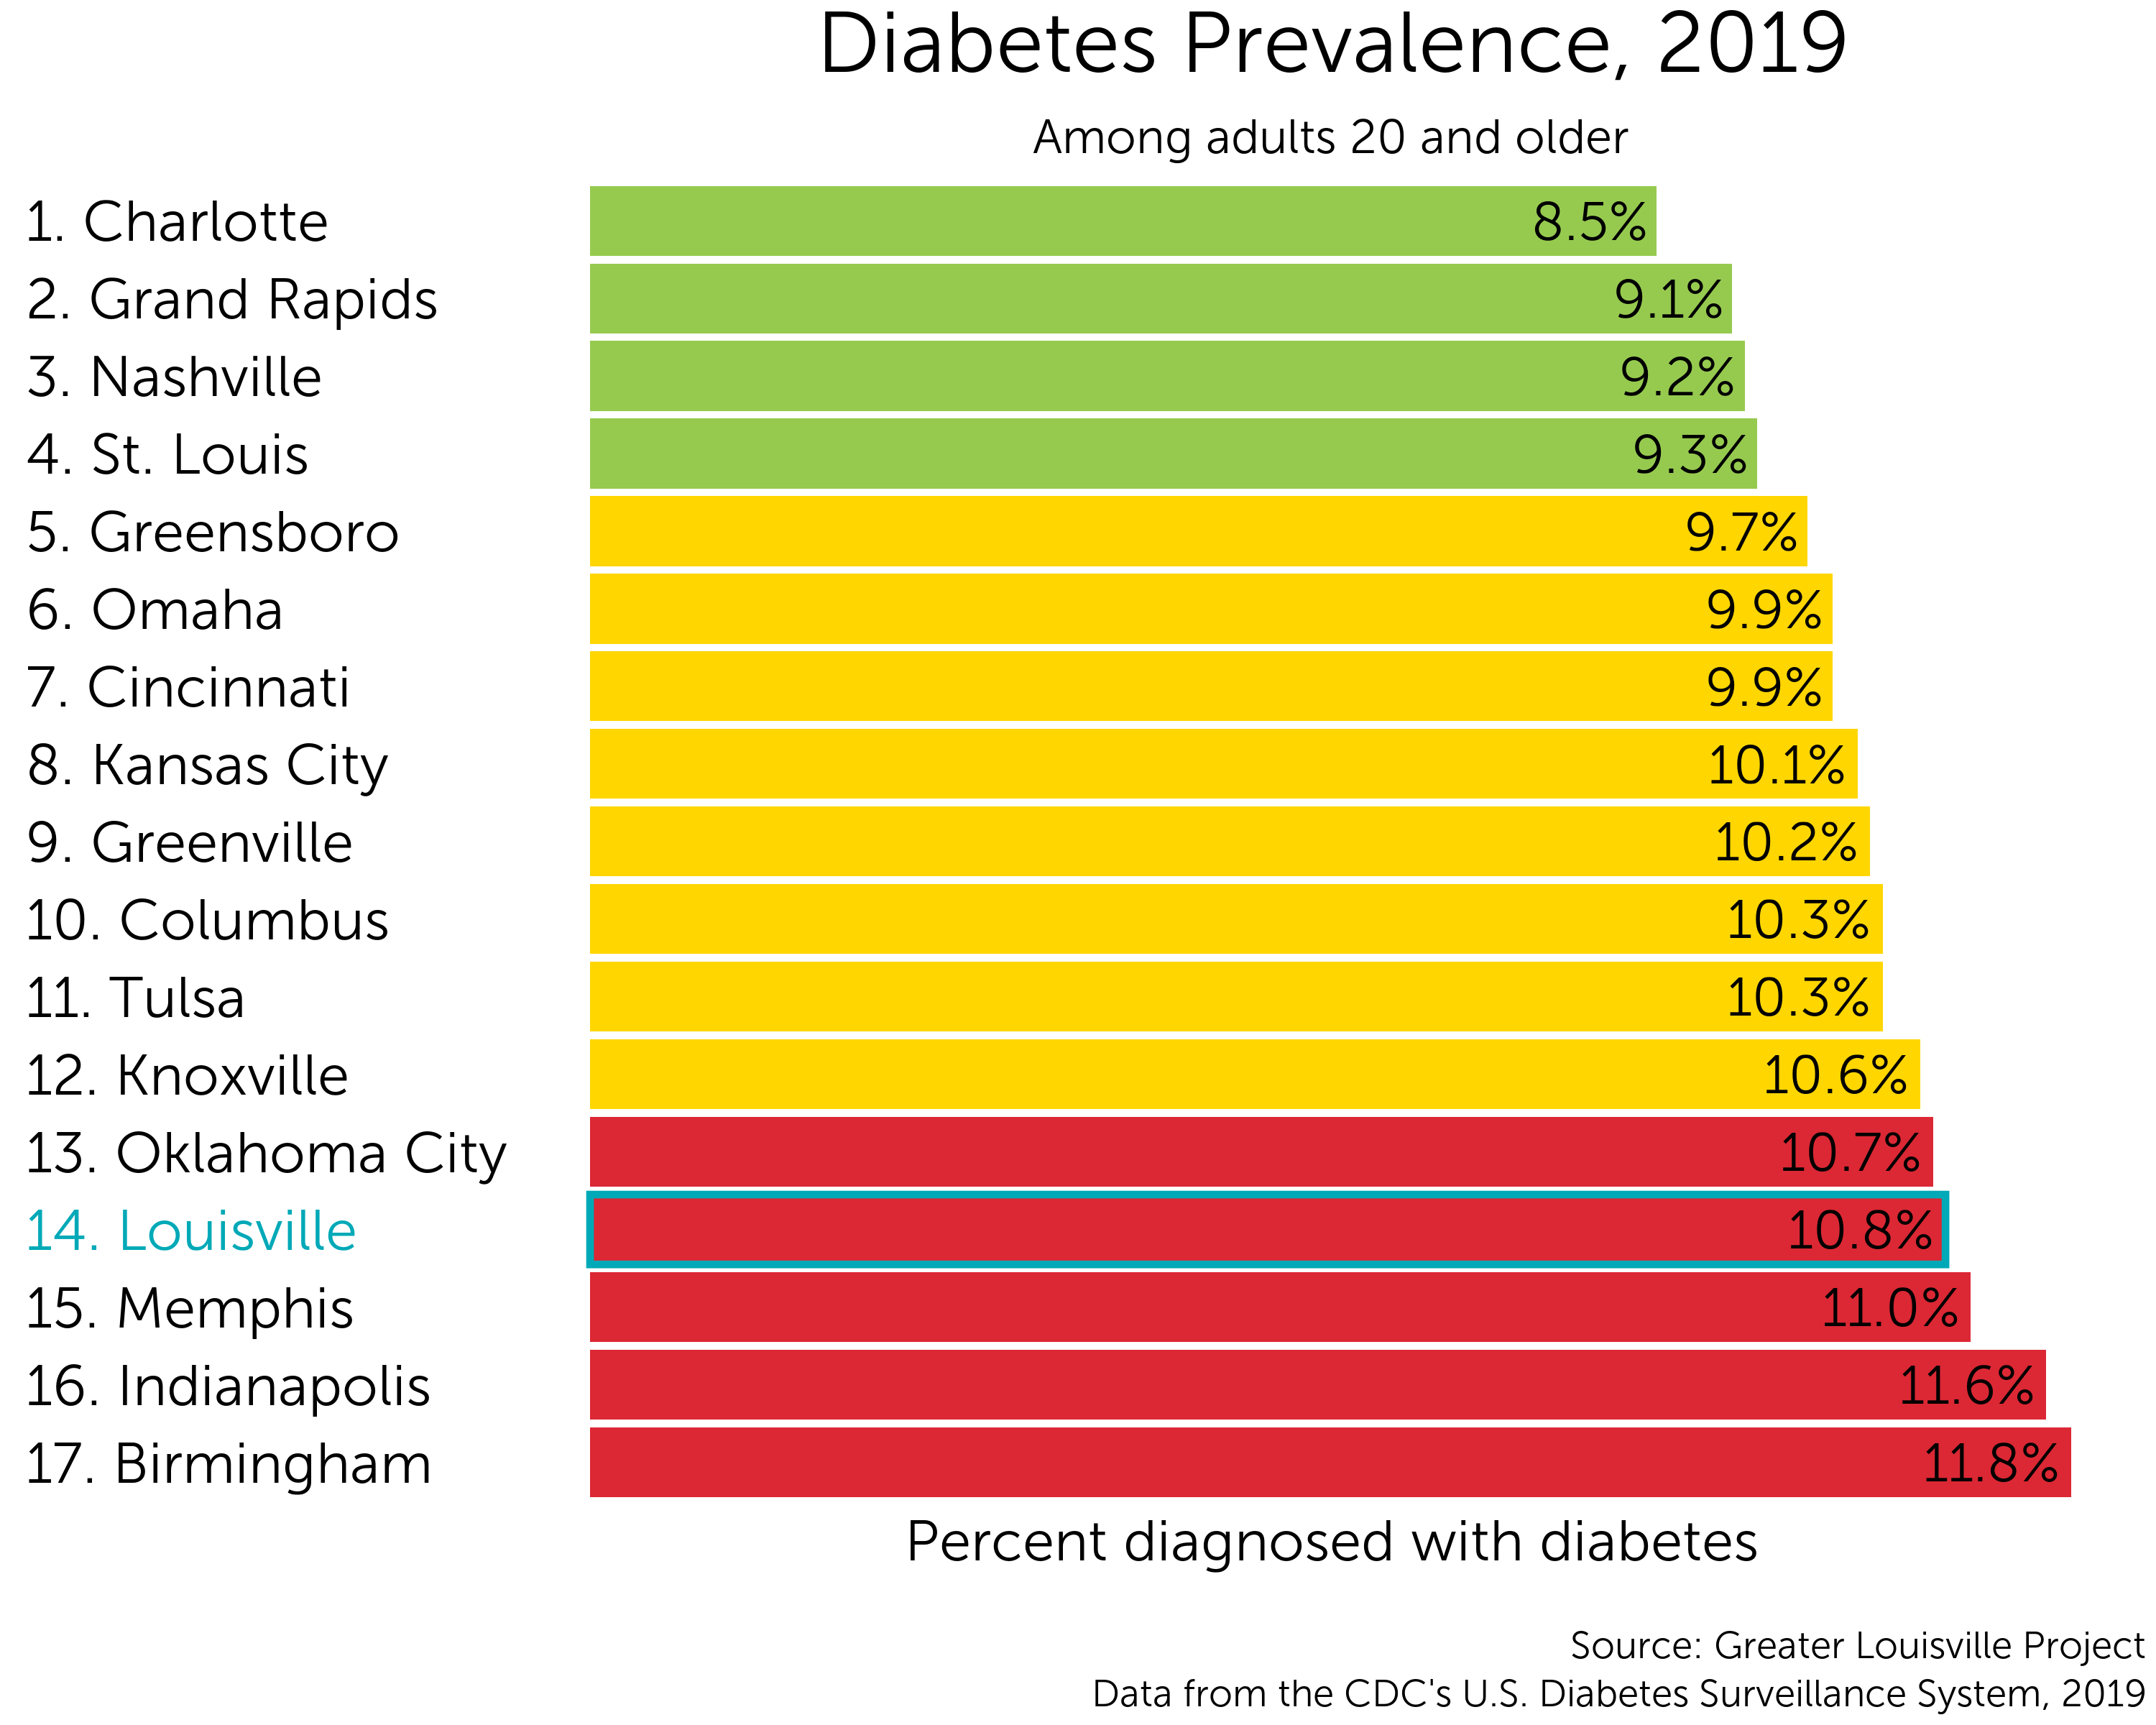 Diabetes Prevalence, 2019
Among adults 20 and older
1. Charlotte 8.5%
2. Grand Rapids 9.1%
3. Nashville 9.2%
4. St. Louis 9.3%
5. Greensboro 9.7%
6. Omaha 9.9%
7. Cincinnati 9.9%
8. Kansas City 10.1%
9. Greenville 10.2%
10. Columbus 10.3%
11. Tulsa 10.3%
12. Knoxville 10.6%
13. Oklahoma City 10.7%
14. Louisville 10.8%
15. Memphis 11.0%
16. Indianapolis 11.6%
17. Birmingham 11.8%
Percent diagnosed with diabetes
Source: Greater Louisville Project
Data from the CDC's U.S. Diabetes Surveillance System, 2019